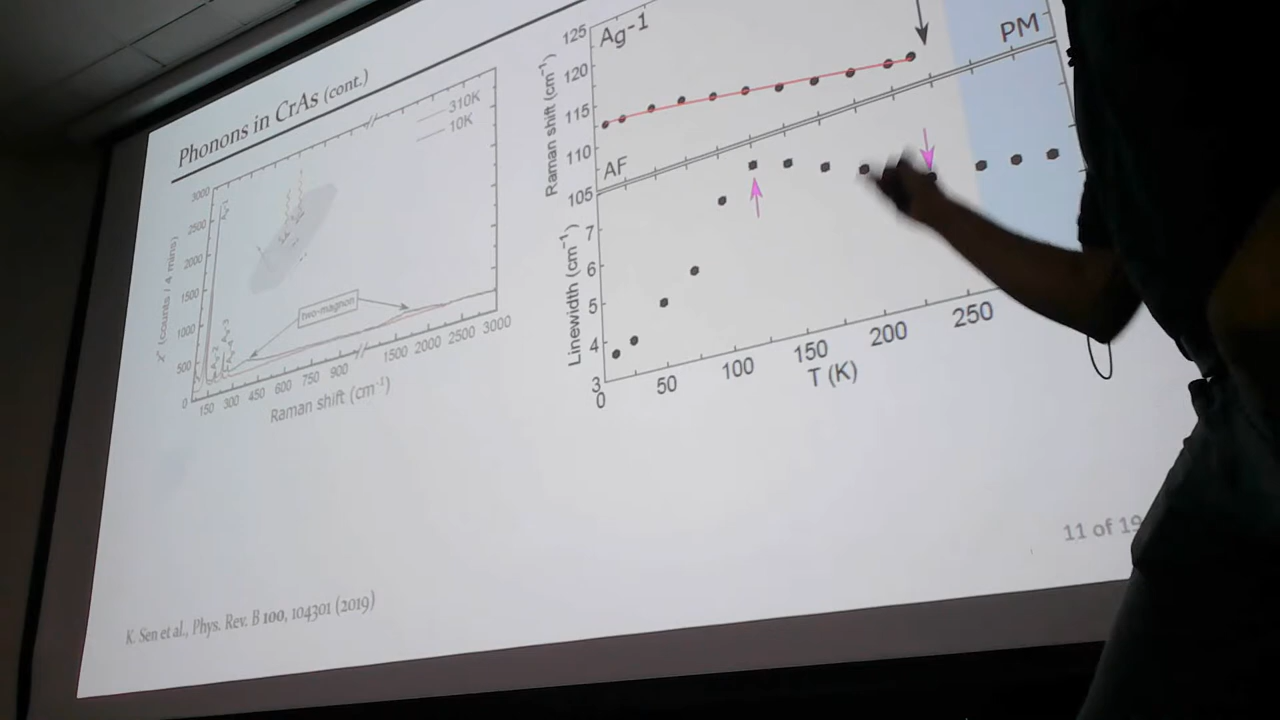 Phonons in CrAs (cont.)
310K
10K
3000
2500
2000
1500
1000
500
0
χ" (counts / 4 mins)
two-magnon
150 300 450 600 750 900 1500 2000 2500 3000
Raman shift (cm⁻¹)
Ag-1
PM
AF
125
120
115
110
105
Raman shift (cm⁻¹)
7
6
5
4
3
Linewidth (cm⁻¹)
0 50 100 150 200 250
T (K)
11 of 19
K. Sen et al., Phys. Rev. B 100, 104301 (2019)